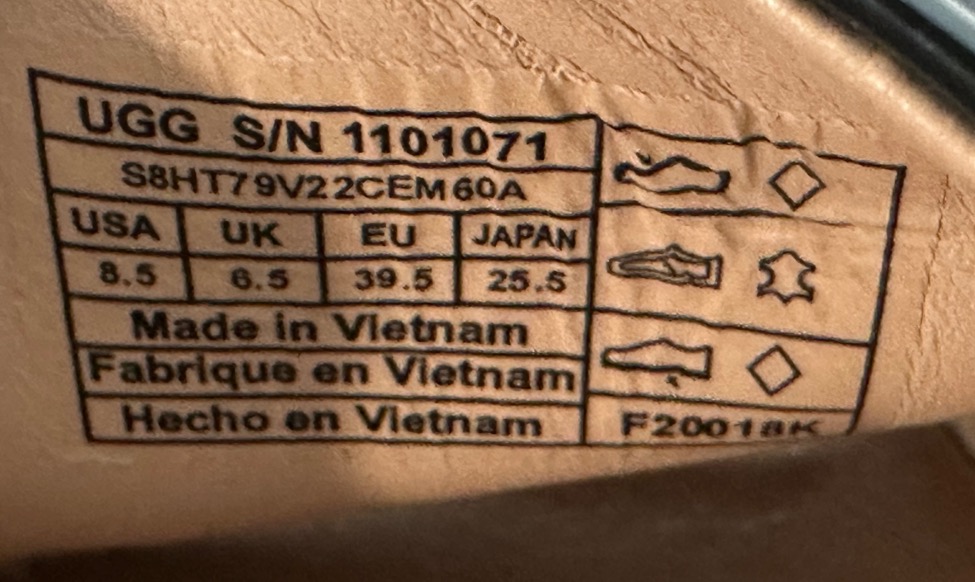 UGG S/N 1101071
S8HT79V22CEM60A
USA UK EU JAPAN
8.5 6.5 39.5 25.5
Made in Vietnam
Fabrique en Vietnam
Hecho en Vietnam
F20018K